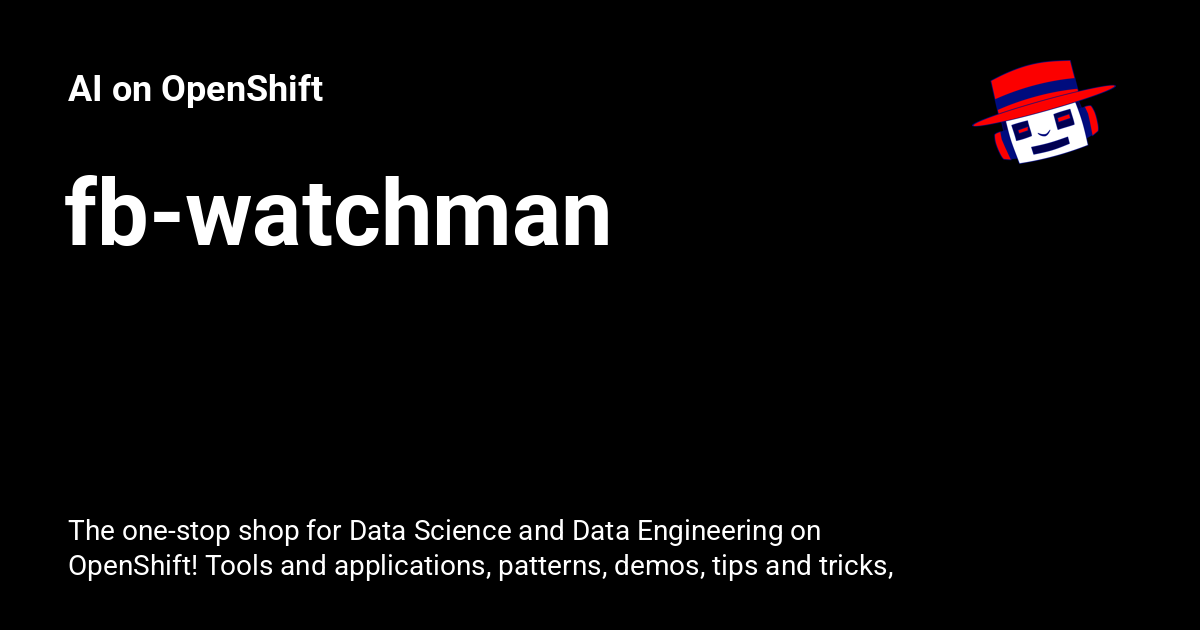 AI on OpenShift
fb-watchman
The one-stop shop for Data Science and Data Engineering on
OpenShift! Tools and applications, patterns, demos, tips and tricks,